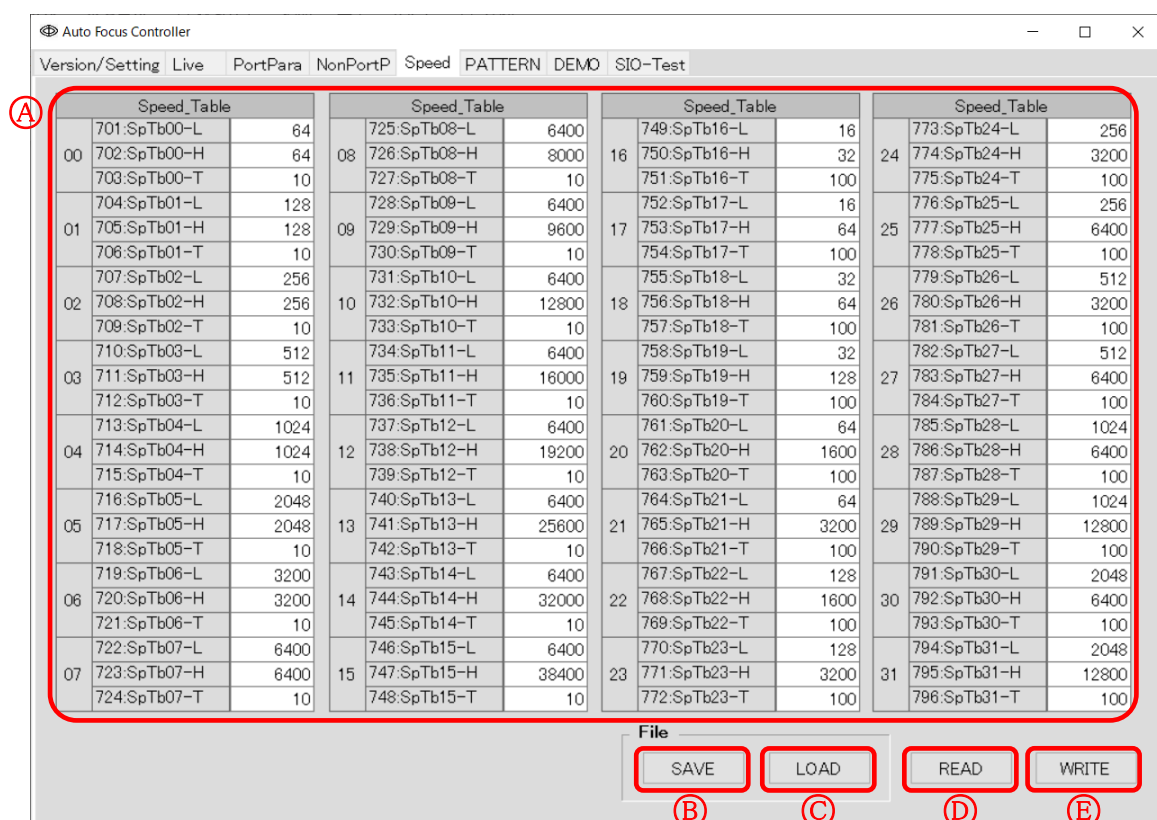 Auto Focus Controller
Version/Setting Live PortPara NonPortP Speed PATTERN DEMO SIO-Test
Ⓐ
Speed_Table
00
701:SpTb00-L 64
702:SpTb00-H 64
703:SpTb00-T 10
01
704:SpTb01-L 128
705:SpTb01-H 128
706:SpTb01-T 10
02
707:SpTb02-L 256
708:SpTb02-H 256
709:SpTb02-T 10
03
710:SpTb03-L 512
711:SpTb03-H 512
712:SpTb03-T 10
04
713:SpTb04-L 1024
714:SpTb04-H 1024
715:SpTb04-T 10
05
716:SpTb05-L 2048
717:SpTb05-H 2048
718:SpTb05-T 10
06
719:SpTb06-L 3200
720:SpTb06-H 3200
721:SpTb06-T 10
07
722:SpTb07-L 6400
723:SpTb07-H 6400
724:SpTb07-T 10
Speed_Table
08
725:SpTb08-L 6400
726:SpTb08-H 8000
727:SpTb08-T 10
09
728:SpTb09-L 6400
729:SpTb09-H 9600
730:SpTb09-T 10
10
731:SpTb10-L 6400
732:SpTb10-H 12800
733:SpTb10-T 10
11
734:SpTb11-L 6400
735:SpTb11-H 16000
736:SpTb11-T 10
12
737:SpTb12-L 6400
738:SpTb12-H 19200
739:SpTb12-T 10
13
740:SpTb13-L 6400
741:SpTb13-H 25600
742:SpTb13-T 10
14
743:SpTb14-L 6400
744:SpTb14-H 32000
745:SpTb14-T 10
15
746:SpTb15-L 6400
747:SpTb15-H 38400
748:SpTb15-T 10
Speed_Table
16
749:SpTb16-L 16
750:SpTb16-H 32
751:SpTb16-T 100
17
752:SpTb17-L 16
753:SpTb17-H 64
754:SpTb17-T 100
18
755:SpTb18-L 32
756:SpTb18-H 64
757:SpTb18-T 100
19
758:SpTb19-L 32
759:SpTb19-H 128
760:SpTb19-T 100
20
761:SpTb20-L 64
762:SpTb20-H 1600
763:SpTb20-T 100
21
764:SpTb21-L 64
765:SpTb21-H 3200
766:SpTb21-T 100
22
767:SpTb22-L 128
768:SpTb22-H 1600
769:SpTb22-T 100
23
770:SpTb23-L 128
771:SpTb23-H 3200
772:SpTb23-T 100
Speed_Table
24
773:SpTb24-L 256
774:SpTb24-H 3200
775:SpTb24-T 100
25
776:SpTb25-L 256
777:SpTb25-H 6400
778:SpTb25-T 100
26
779:SpTb26-L 512
780:SpTb26-H 3200
781:SpTb26-T 100
27
782:SpTb27-L 512
783:SpTb27-H 6400
784:SpTb27-T 100
28
785:SpTb28-L 1024
786:SpTb28-H 6400
787:SpTb28-T 100
29
788:SpTb29-L 1024
789:SpTb29-H 12800
790:SpTb29-T 100
30
791:SpTb30-L 2048
792:SpTb30-H 6400
793:SpTb30-T 100
31
794:SpTb31-L 2048
795:SpTb31-H 12800
796:SpTb31-T 100
File
SAVE LOAD READ WRITE
Ⓑ Ⓒ Ⓓ Ⓔ